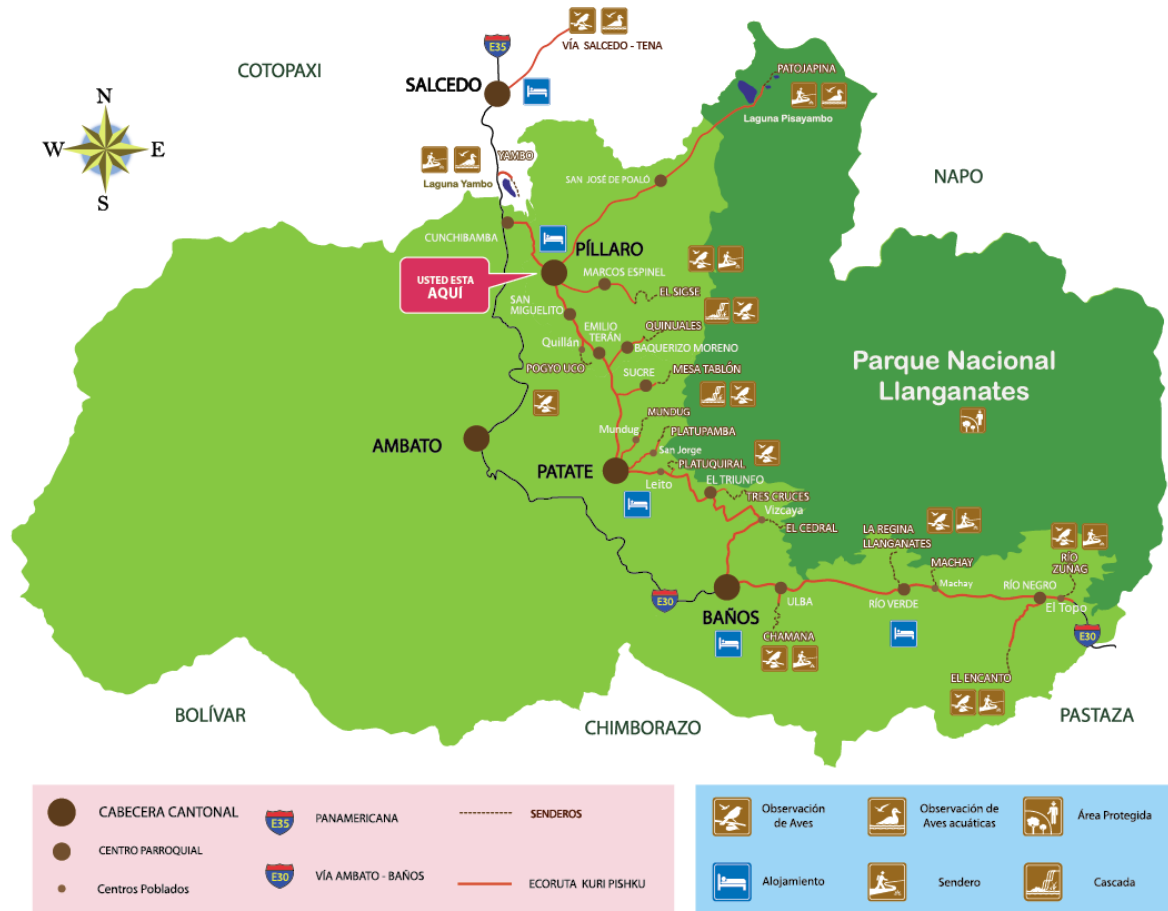 E35
VÍA SALCEDO - TENA
COTOPAXI
SALCEDO
PATOJAPINA
Laguna Pisayambo
N
W
E
S
YAMBO
Laguna Yambo
SAN JOSÉ DE POALÓ
NAPO
CUNCHIBAMBA
PÍLLARO
USTED ESTA
AQUÍ
MARCOS ESPINEL
EL SIGSE
SAN
MIGUELITO
EMILIO
TERÁN
QUINUALES
Quillán
BAQUERIZO MORENO
POGYO UCO
SUCRE
MESA TABLÓN
Parque Nacional
Llanganates
MUNDUG
Mundug
PLATUPAMBA
San Jorge
AMBATO
PATATE
PLATUQUIRAL
Leito
EL TRIUNFO
TRES CRUCES
Vizcaya
EL CEDRAL
LA REGINA
LLANGANATES
MACHAY
Machay
RÍO
ZUÑAG
RÍO NEGRO
El Topo
E30
BAÑOS
ULBA
RÍO VERDE
E30
CHAMANA
EL ENCANTO
BOLÍVAR
CHIMBORAZO
PASTAZA
CABECERA CANTONAL
CENTRO PARROQUIAL
Centros Poblados
E35
PANAMERICANA
E30
VÍA AMBATO - BAÑOS
SENDEROS
ECORUTA KURI PISHKU
Observación
de Aves
Observación de
Aves acuáticas
Área Protegida
Alojamiento
Sendero
Cascada